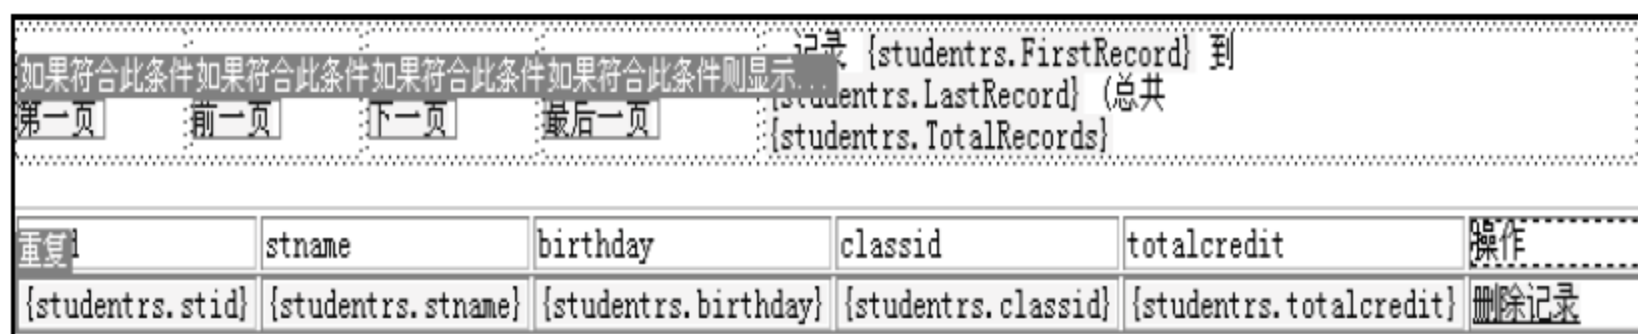 记录 {studentrs.FirstRecord} 到
如果符合此条件如果符合此条件如果符合此条件如果符合此条件则显示...
{studentrs.LastRecord} (总共
第一页 前一页 下一页 最后一页
{studentrs.TotalRecords}
重复 d stname birthday classid totalcredit 操作
{studentrs.stid} {studentrs.stname} {studentrs.birthday} {studentrs.classid} {studentrs.totalcredit} 删除记录